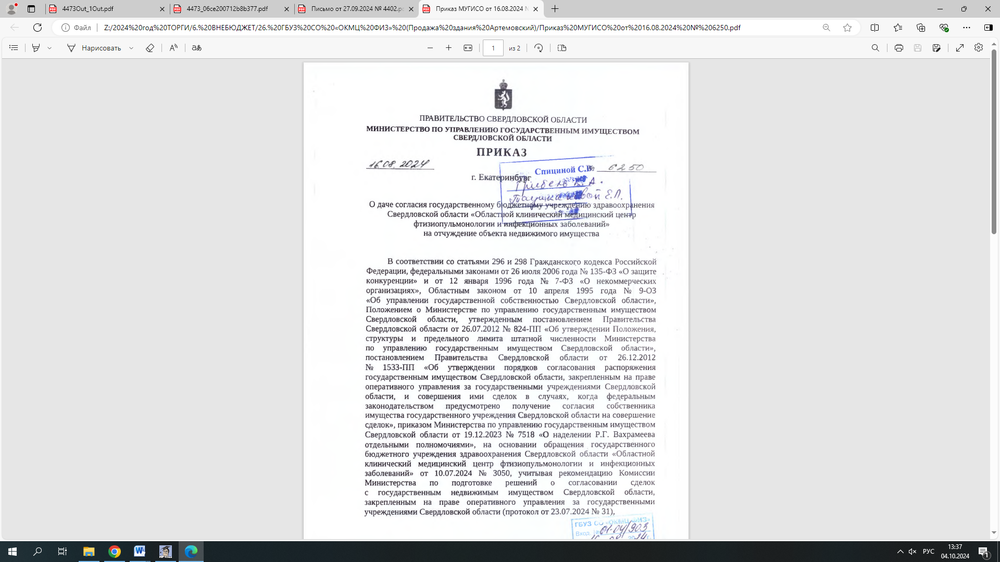 4473Out_1Out.pdf
4473_06ce200712b8b377.pdf
Письмо от 27.09.2024 № 4402.pd
Приказ МУГИСО от 16.08.2024 №
Файл
Z:/2024%20год%20ТОРГИ/6.%20ВНЕБЮДЖЕТ/26.%20ГБУЗ%20СО%20«ОКМЦ%20ФИЗ»%20(Продажа%20здания%20Артемовский)/Приказ%20МУГИСО%20от%2016.08.2024%20№%206250.pdf
Нарисовать
1 из 2
ПРАВИТЕЛЬСТВО СВЕРДЛОВСКОЙ ОБЛАСТИ
МИНИСТЕРСТВО ПО УПРАВЛЕНИЮ ГОСУДАРСТВЕННЫМ ИМУЩЕСТВОМ
СВЕРДЛОВСКОЙ ОБЛАСТИ
ПРИКАЗ
16.08.2024
№ 6250
Спициной С.В.
г. Екатеринбург
О даче согласия государственному бюджетному учреждению здравоохранения
Свердловской области «Областной клинический медицинский центр
фтизиопульмонологии и инфекционных заболеваний»
на отчуждение объекта недвижимого имущества
В соответствии со статьями 296 и 298 Гражданского кодекса Российской
Федерации, федеральными законами от 26 июля 2006 года № 135-ФЗ «О защите
конкуренции» и от 12 января 1996 года № 7-ФЗ «О некоммерческих
организациях», Областным законом от 10 апреля 1995 года № 9-ОЗ
«Об управлении государственной собственностью Свердловской области»,
Положением о Министерстве по управлению государственным имуществом
Свердловской области, утвержденным постановлением Правительства
Свердловской области от 26.07.2012 № 824-ПП «Об утверждении Положения,
структуры и предельного лимита штатной численности Министерства
по управлению государственным имуществом Свердловской области»,
постановлением Правительства Свердловской области от 26.12.2012
№ 1533-ПП «Об утверждении порядков согласования распоряжения
государственным имуществом Свердловской области, закрепленным на праве
оперативного управления за государственными учреждениями Свердловской
области, и совершения ими сделок в случаях, когда федеральным
законодательством предусмотрено получение согласия собственника
имущества государственного учреждения Свердловской области на совершение
сделок», приказом Министерства по управлению государственным имуществом
Свердловской области от 19.12.2023 № 7518 «О наделении Р.Г. Вахрамеева
отдельными полномочиями», на основании обращения государственного
бюджетного учреждения здравоохранения Свердловской области «Областной
клинический медицинский центр фтизиопульмонологии и инфекционных
заболеваний» от 10.07.2024 № 3050, учитывая рекомендацию Комиссии
Министерства по подготовке решений о согласовании сделок
с государственным недвижимым имуществом Свердловской области,
закрепленным на праве оперативного управления за государственными
учреждениями Свердловской области (протокол от 23.07.2024 № 31),
ГБУЗ СО «ОКМЦ ФИЗ»
Вход. № 01-04/903
РУС
13:37
04.10.2024
1